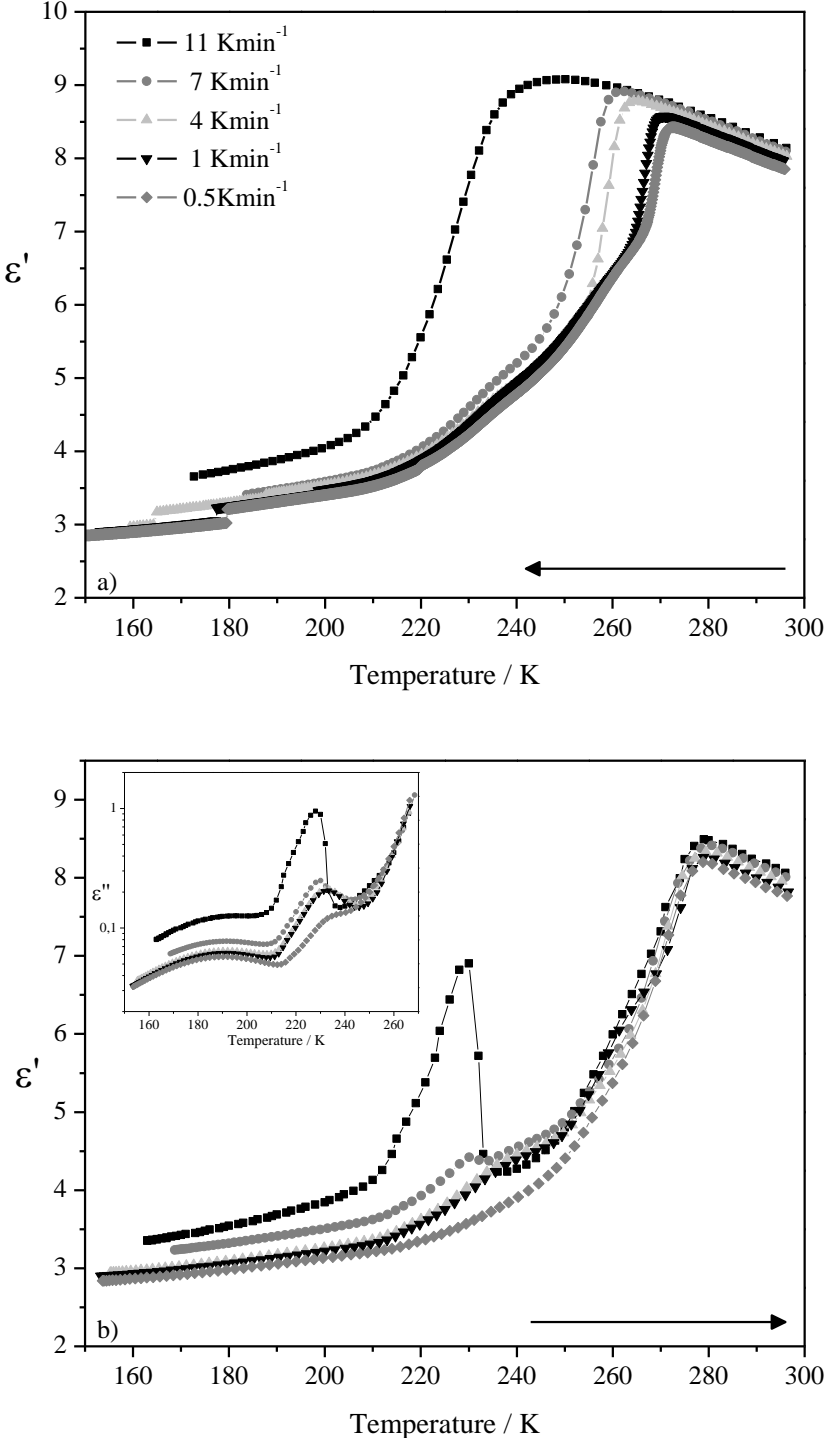 10
9
8
7
6
5
4
3
2
ε'
11 Kmin⁻¹
7 Kmin⁻¹
4 Kmin⁻¹
1 Kmin⁻¹
0.5Kmin⁻¹
a)
160 180 200 220 240 260 280 300
Temperature / K
9
8
7
6
5
4
3
2
ε'
1
0,1
ε''
160 180 200 220 240 260
Temperature / K
b)
160 180 200 220 240 260 280 300
Temperature / K